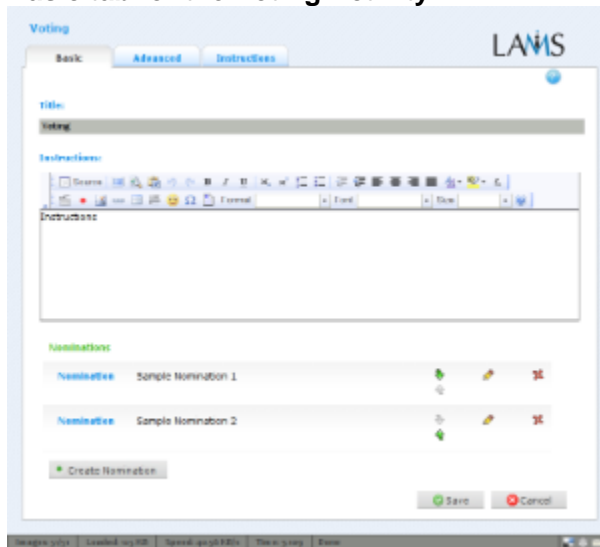 Voting
LAMS
Basic Advanced Instructions
Title:
Voting
Instructions:
Source B I U
Format Font Size
Instructions
Nominations
Nomination Sample Nomination 1
Nomination Sample Nomination 2
Create Nomination
Save Cancel